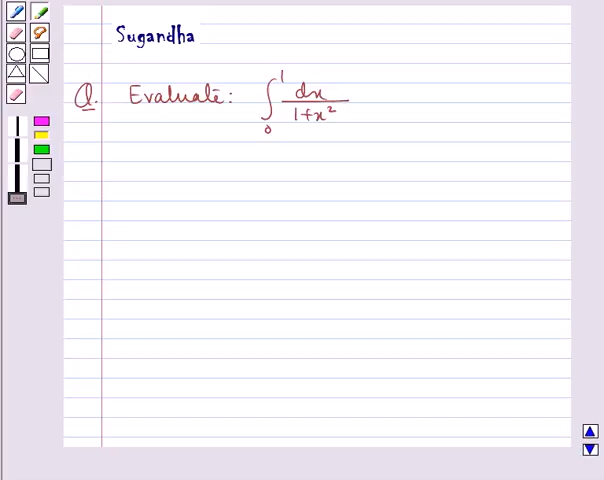 Sugandha
Q. Evaluate: ∫₀¹ dx/(1+x²)